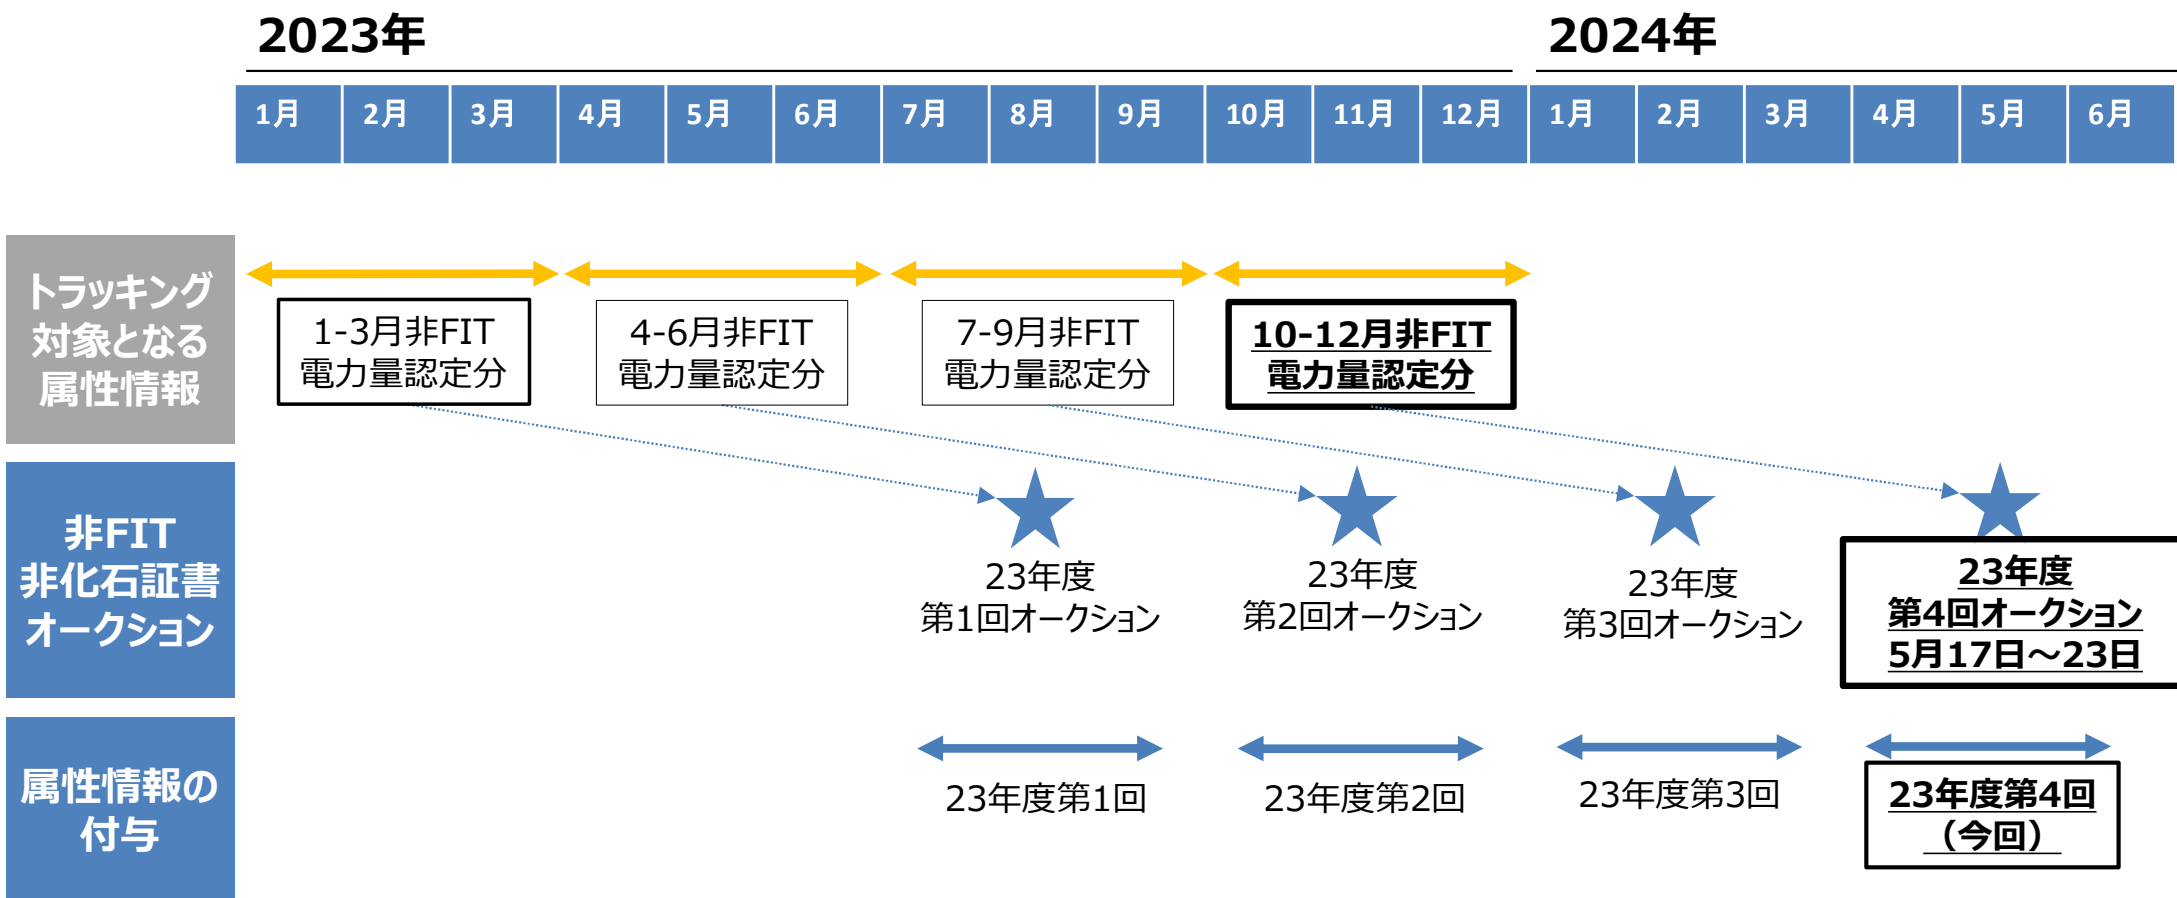 2023年
2024年
1月 2月 3月 4月 5月 6月 7月 8月 9月 10月 11月 12月 1月 2月 3月 4月 5月 6月
トラッキング
対象となる
属性情報
1-3月非FIT
電力量認定分
4-6月非FIT
電力量認定分
7-9月非FIT
電力量認定分
10-12月非FIT
電力量認定分
非FIT
非化石証書
オークション
23年度
第1回オークション
23年度
第2回オークション
23年度
第3回オークション
23年度
第4回オークション
5月17日～23日
属性情報の
付与
23年度第1回
23年度第2回
23年度第3回
23年度第4回
（今回）